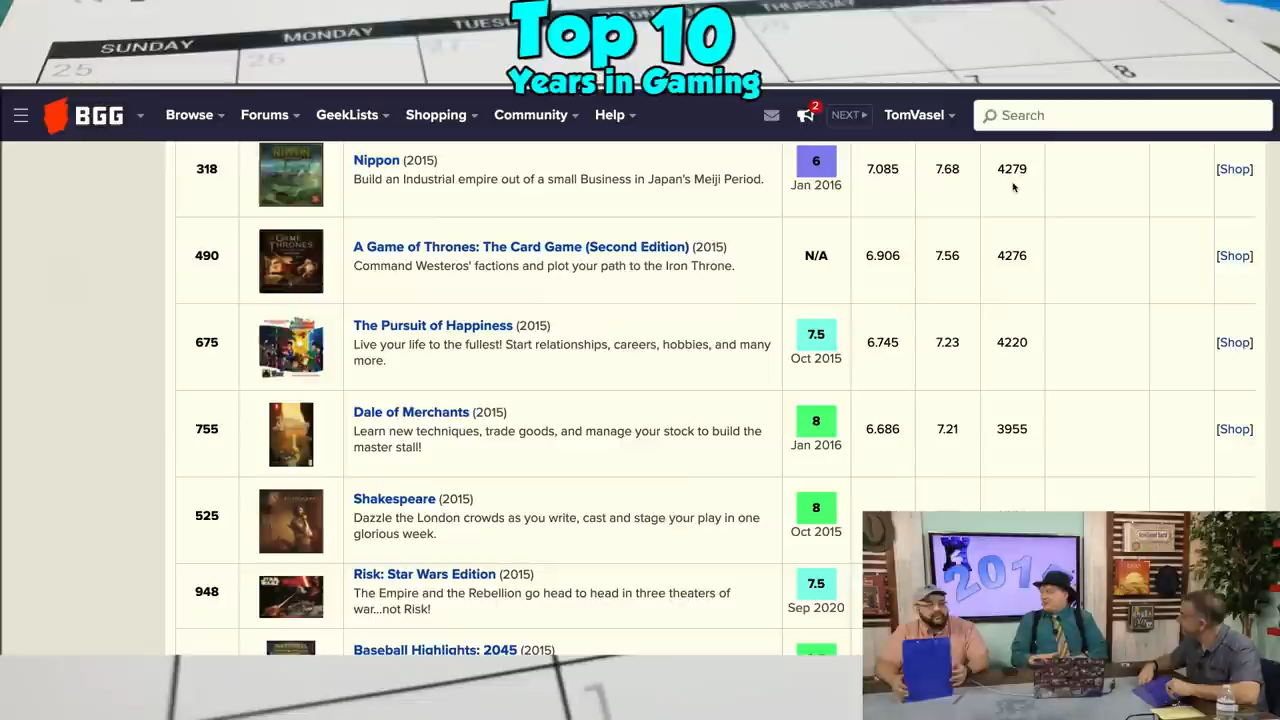 Top 10
Years in Gaming
SUNDAY
MONDAY
THURSDAY
25
26
7
8
BGG
Browse
Forums
GeekLists
Shopping
Community
Help
2
NEXT
TomVasel
Search
318
Nippon (2015)
Build an Industrial empire out of a small Business in Japan's Meiji Period.
6
Jan 2016
7.085
7.68
4279
[Shop]
490
A Game of Thrones: The Card Game (Second Edition) (2015)
Command Westeros' factions and plot your path to the Iron Throne.
N/A
6.906
7.56
4276
[Shop]
675
The Pursuit of Happiness (2015)
Live your life to the fullest! Start relationships, careers, hobbies, and many
more.
7.5
Oct 2015
6.745
7.23
4220
[Shop]
755
Dale of Merchants (2015)
Learn new techniques, trade goods, and manage your stock to build the
master stall!
8
Jan 2016
6.686
7.21
3955
[Shop]
525
Shakespeare (2015)
Dazzle the London crowds as you write, cast and stage your play in one
glorious week.
8
Oct 2015
948
Risk: Star Wars Edition (2015)
The Empire and the Rebellion go head to head in three theaters of
war...not Risk!
7.5
Sep 2020
Baseball Highlights: 2045 (2015)